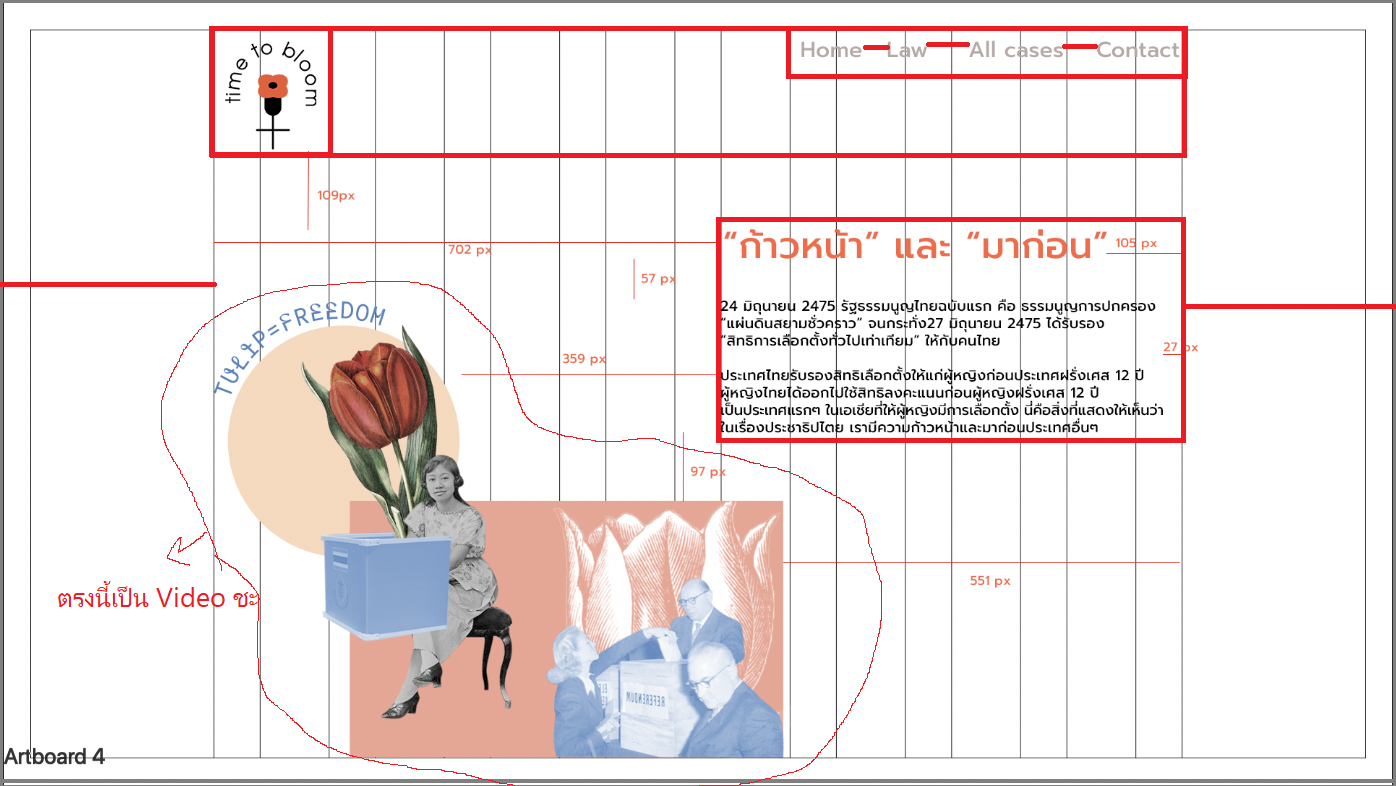 time to bloom
Home Law All cases Contact
109px
702 px
“ก้าวหน้า” และ “มาก่อน”
105 px
57 px
24 มิถุนายน 2475 รัฐธรรมนูญไทยฉบับแรก คือ ธรรมนูญการปกครอง
“แผ่นดินสยามชั่วคราว” จนกระทั่ง27 มิถุนายน 2475 ได้รับรอง
“สิทธิการเลือกตั้งทั่วไปเท่าเทียม” ให้กับคนไทย
27 px
ประเทศไทยรับรองสิทธิเลือกตั้งให้แก่ผู้หญิงก่อนประเทศฝรั่งเศส 12 ปี
ผู้หญิงไทยได้ออกไปใช้สิทธิลงคะแนนก่อนผู้หญิงฝรั่งเศส 12 ปี
เป็นประเทศแรกๆ ในเอเชียที่ให้ผู้หญิงมีการเลือกตั้ง นี่คือสิ่งที่แสดงให้เห็นว่า
ในเรื่องประชาธิปไตย เรามีความก้าวหน้าและมาก่อนประเทศอื่นๆ
TULIP=FREEDOM
359 px
97 px
551 px
ตรงนี้เป็น Video ซะ
REFERENDUM
Artboard 4